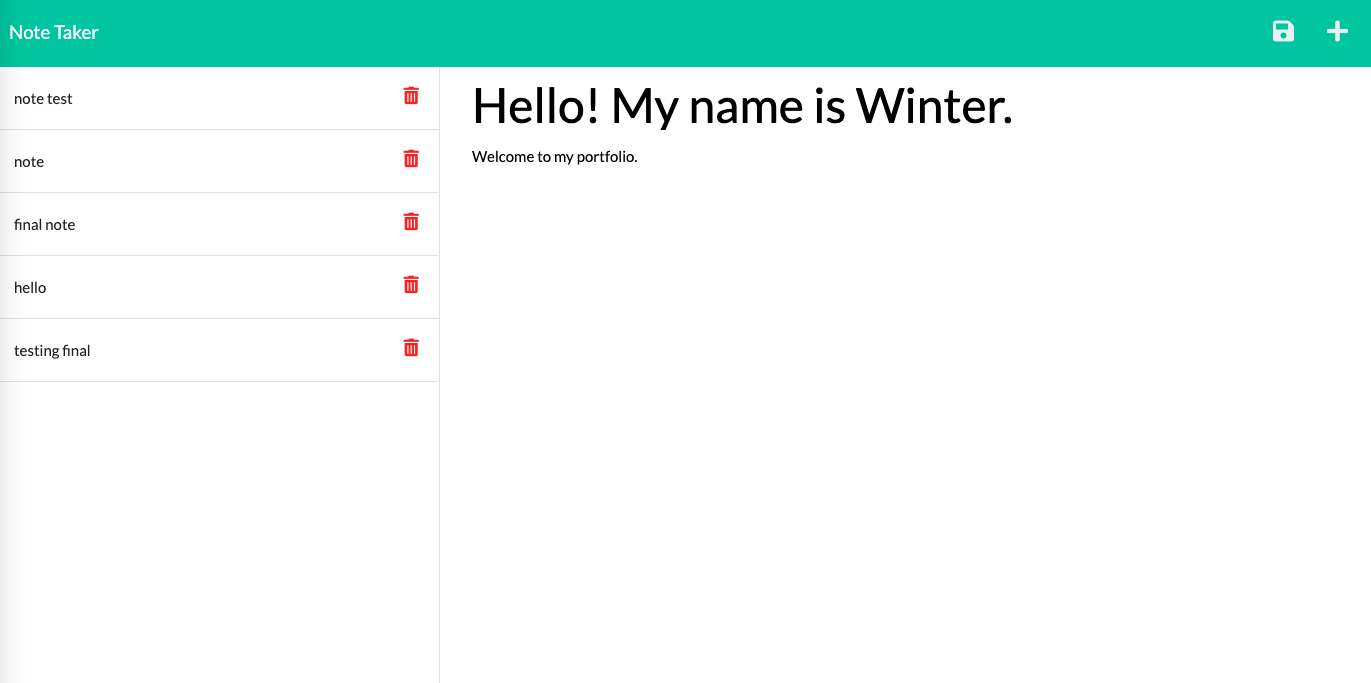 Note Taker
note test
note
final note
hello
testing final
Hello! My name is Winter.
Welcome to my portfolio.